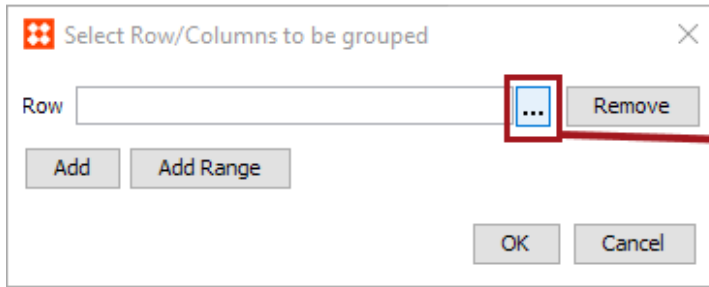 Select Row/Columns to be grouped
Row ... Remove
Add Add Range
OK Cancel